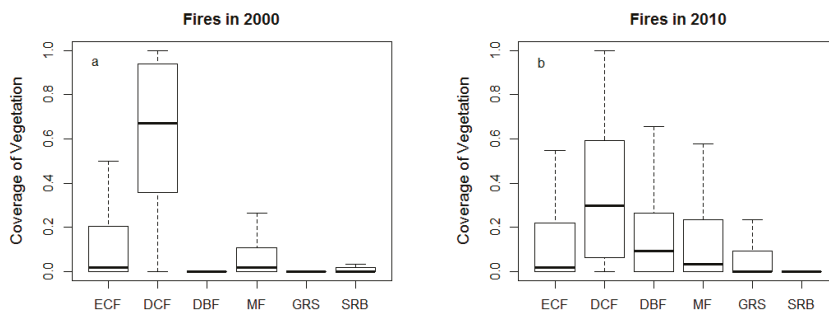 Fires in 2000
a
Coverage of Vegetation
1.0
0.8
0.6
0.4
0.2
0.0
ECF DCF DBF MF GRS SRB
Fires in 2010
b
Coverage of Vegetation
1.0
0.8
0.6
0.4
0.2
0.0
ECF DCF DBF MF GRS SRB